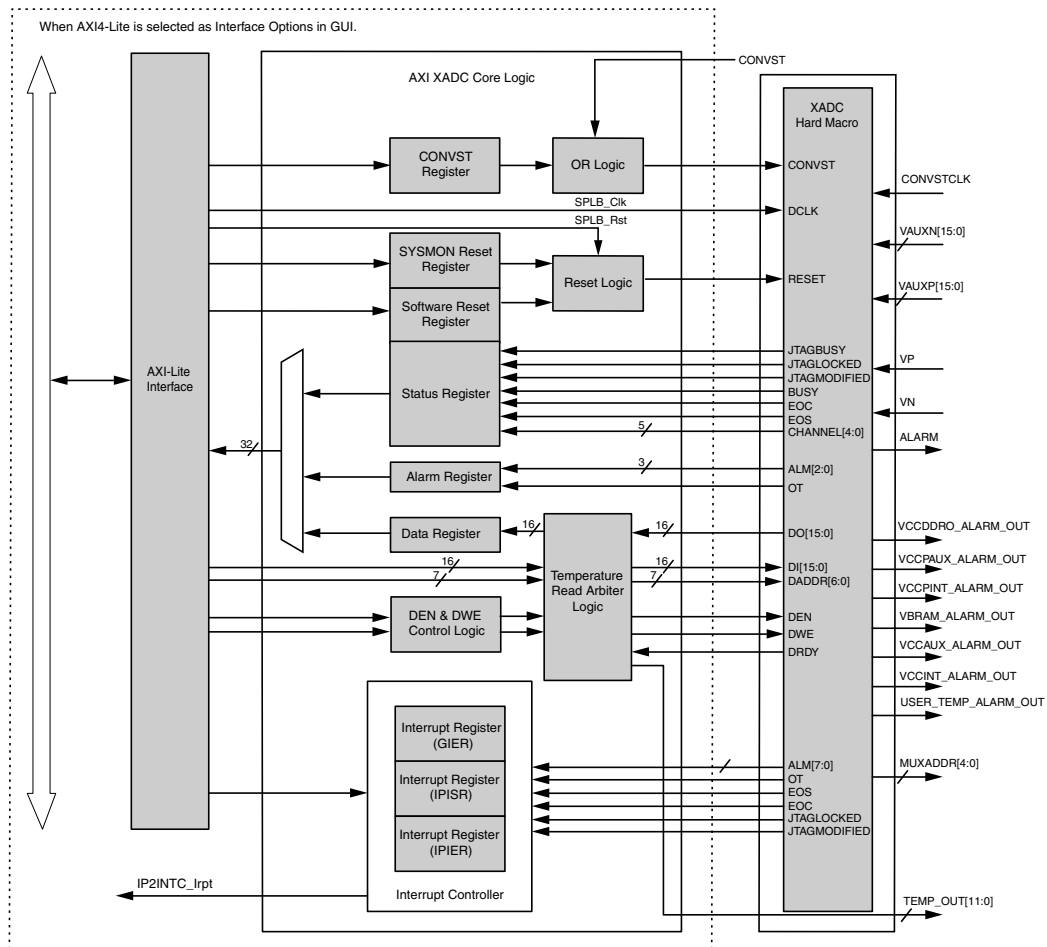 When AXI4-Lite is selected as Interface Options in GUI.
AXI XADC Core Logic
CONVST
XADC
Hard Macro
CONVST
Register
OR Logic
CONVST
CONVSTCLK
SPLB_Clk
DCLK
SPLB_Rst
VAUXN[15:0]
SYSMON Reset
Register
Reset Logic
RESET
VAUXP[15:0]
Software Reset
Register
AXI-Lite
Interface
Status Register
JTAGBUSY
JTAGLOCKED
JTAGMODIFIED
BUSY
EOC
EOS
5
CHANNEL[4:0]
VP
VN
ALARM
32
Alarm Register
3
ALM[2:0]
OT
Data Register
16
16
DO[15:0]
VCCDDRO_ALARM_OUT
16
7
Temperature
Read Arbiter
Logic
16
7
DI[15:0]
DADDR[6:0]
VCCPAUX_ALARM_OUT
VCCPINT_ALARM_OUT
DEN & DWE
Control Logic
DEN
DWE
DRDY
VBRAM_ALARM_OUT
VCCAUX_ALARM_OUT
VCCINT_ALARM_OUT
USER_TEMP_ALARM_OUT
Interrupt Register
(GIER)
Interrupt Register
(IPISR)
Interrupt Register
(IPIER)
ALM[7:0]
OT
EOS
EOC
JTAGLOCKED
JTAGMODIFIED
MUXADDR[4:0]
IP2INTC_Irpt
Interrupt Controller
TEMP_OUT[11:0]